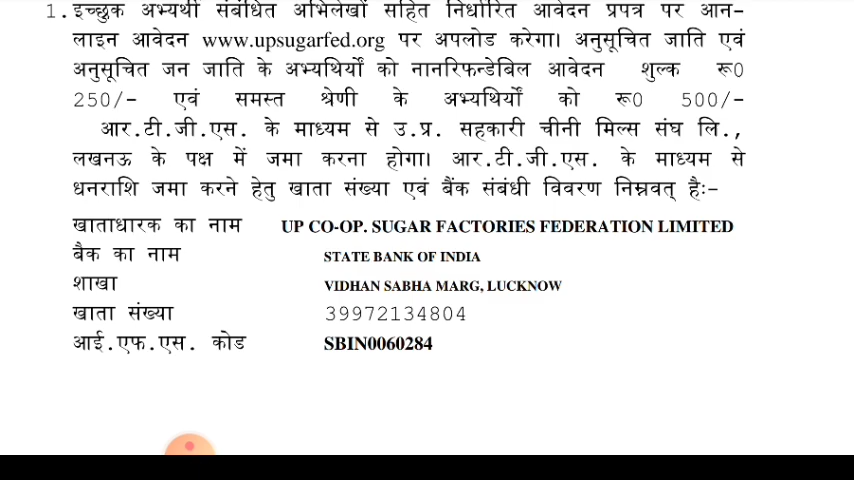 1.इच्छुक अभ्यर्थी संबंधित अभिलेखों सहित निर्धारित आवेदन प्रपत्र पर आन-
लाइन आवेदन www.upsugarfed.org पर अपलोड करेगा। अनुसूचित जाति एवं
अनुसूचित जन जाति के अभ्यथियों को नानरिफन्डेबिल आवेदन शुल्क रू0
250/- एवं समस्त श्रेणी के अभ्यथियों को रू0 500/-
आर.टी.जी.एस. के माध्यम से उ.प्र. सहकारी चीनी मिल्स संघ लि.,
लखनऊ के पक्ष में जमा करना होगा। आर.टी.जी.एस. के माध्यम से
धनराशि जमा करने हेतु खाता संख्या एवं बैंक संबंधी विवरण निम्नवत् हैः-
खाताधारक का नाम UP CO-OP. SUGAR FACTORIES FEDERATION LIMITED
बैक का नाम STATE BANK OF INDIA
शाखा VIDHAN SABHA MARG, LUCKNOW
खाता संख्या 39972134804
आई.एफ.एस. कोड SBIN0060284